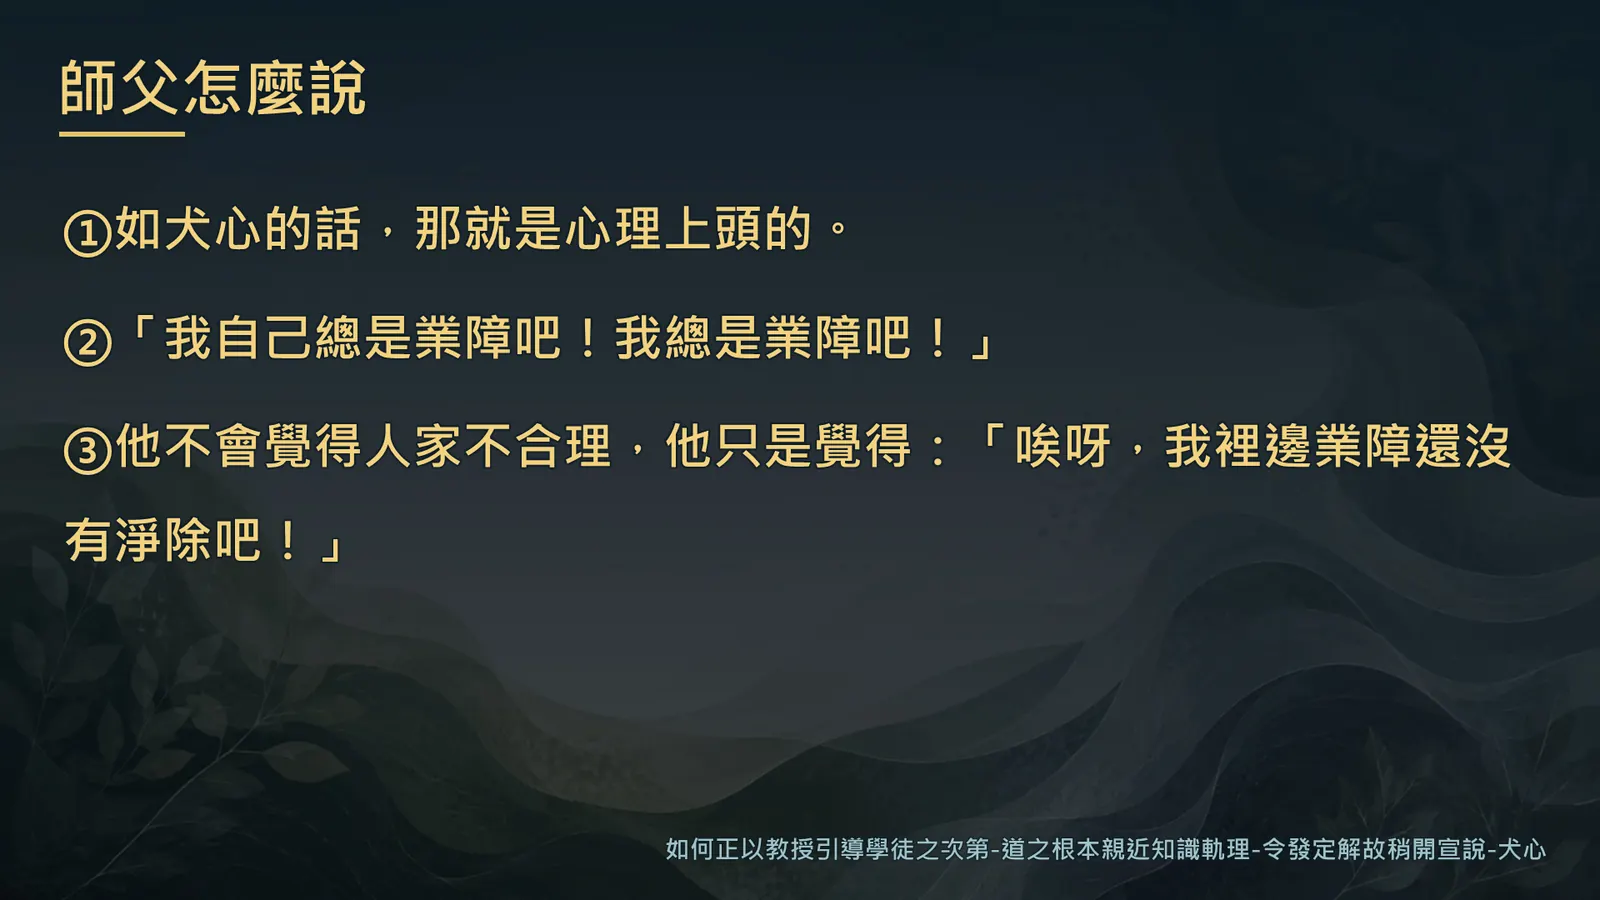 師父怎麼說
①如犬心的話，那就是心理上頭的。
②「我自己總是業障吧！我總是業障吧！」
③他不會覺得人家不合理，他只是覺得：「唉呀，我裡邊業障還沒
有淨除吧！」
如何正以教授引導學徒之次第-道之根本親近知識軌理-令發定解故稍開宣說-犬心